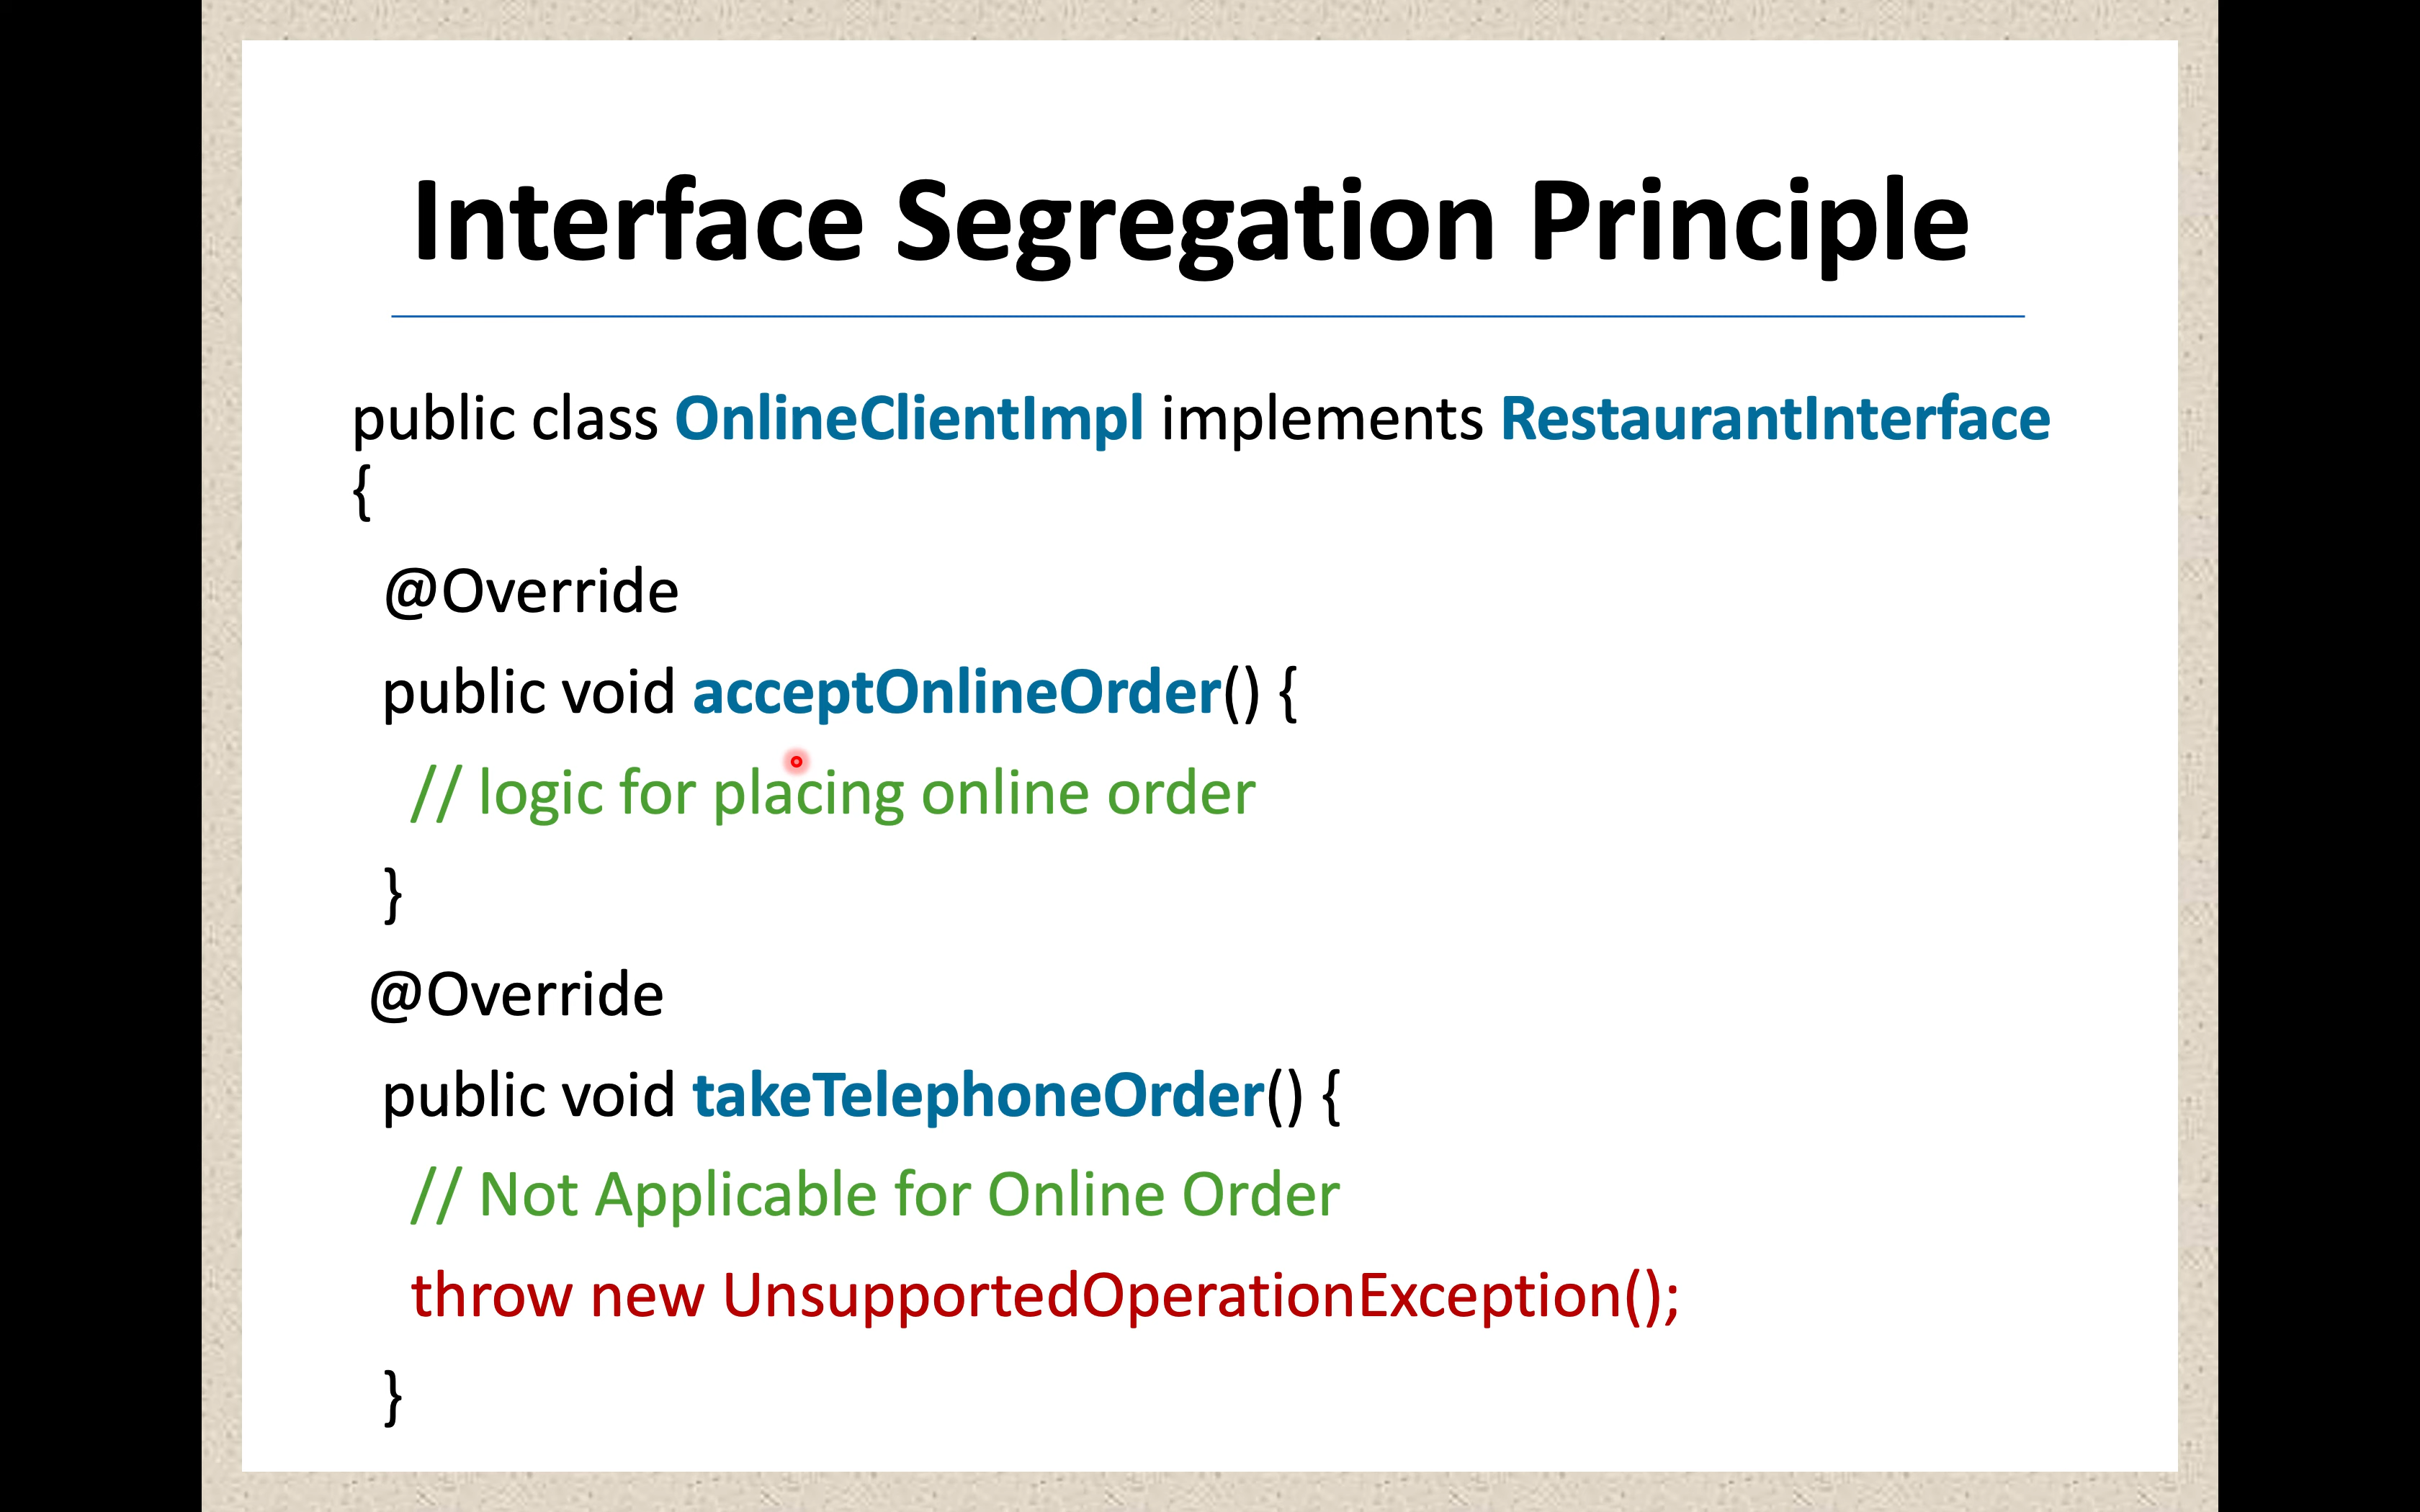 Interface Segregation Principle
public class OnlineClientImpl implements RestaurantInterface
{
@Override
public void acceptOnlineOrder() {
// logic for placing online order
}
@Override
public void takeTelephoneOrder() {
// Not Applicable for Online Order
throw new UnsupportedOperationException();
}